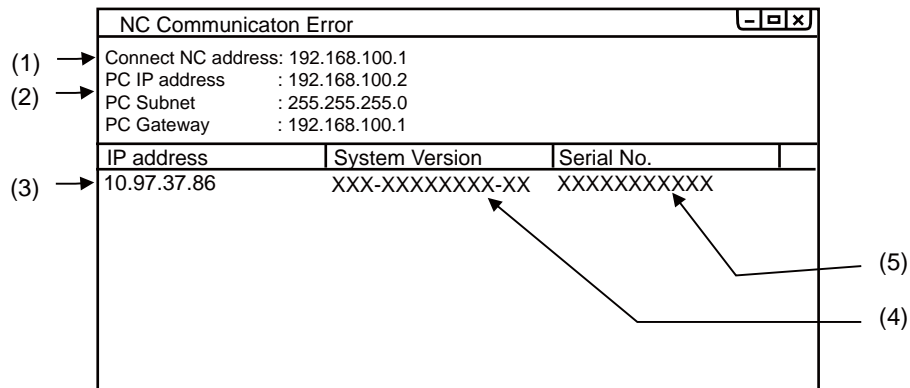 NC Communicaton Error
(1)
Connect NC address: 192.168.100.1
PC IP address : 192.168.100.2
(2)
PC Subnet : 255.255.255.0
PC Gateway : 192.168.100.1
IP address System Version Serial No.
(3)
10.97.37.86 XXX-XXXXXXXX-XX XXXXXXXXXXX
(5)
(4)